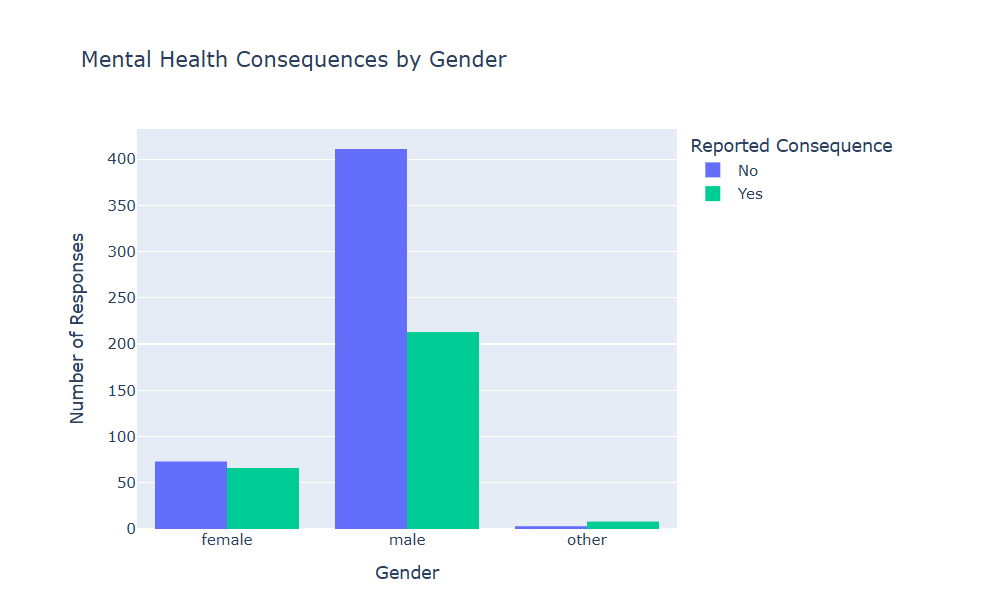 Mental Health Consequences by Gender
Reported Consequence
No
Yes
Number of Responses
400
350
300
250
200
150
100
50
0
female
male
other
Gender